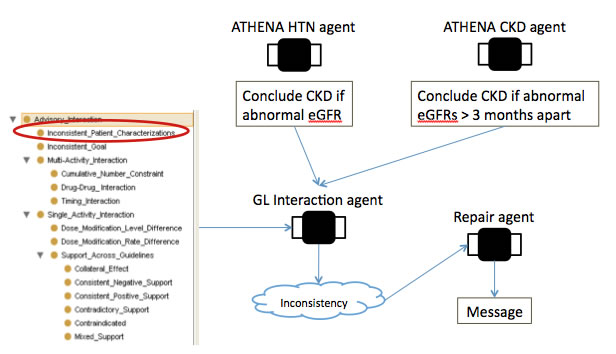 ATHENA HTN agent
ATHENA CKD agent
Conclude CKD if
abnormal eGFR
Conclude CKD if abnormal
eGFRs > 3 months apart
Advisory_Interaction
Inconsistent_Patient_Characterizations
Inconsistent_Goal
Multi-Activity_Interaction
Cumulative_Number_Constraint
Drug-Drug_Interaction
Timing_Interaction
Single_Activity_Interaction
Dose_Modification_Level_Difference
Dose_Modification_Rate_Difference
Support_Across_Guidelines
Collateral_Effect
Consistent_Negative_Support
Consistent_Positive_Support
Contradictory_Support
Contraindicated
Mixed_Support
GL Interaction agent
Repair agent
Inconsistency
Message